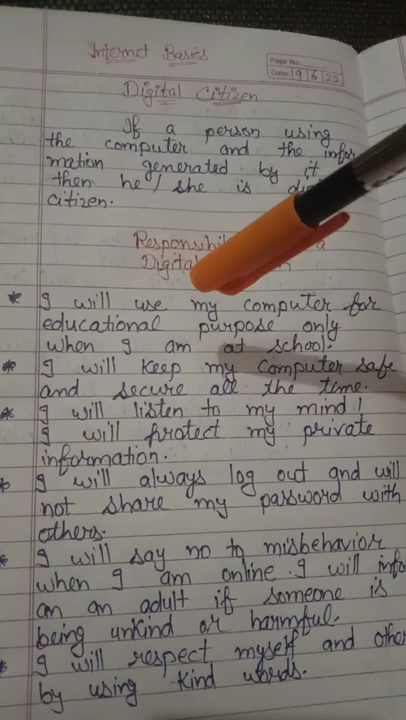 Internet Basics
Page No.
Date: 9 6 22
Digital Citizen
If a person using
the computer and the infor
mation generated by it
then he/she is
citizen.
Digital
* I will use my computer for
educational purpose only
when I am at school.
* I will keep my computer safe
and secure all the time.
* I will listen to my mind!
I will protect my private
information.
* I will always log out and will
not share my password with
others.
* I will say no to misbehavior
when I am online. I will
an an adult if someone is
being unkind or harmful.
* I will respect myself and
by using kind words.